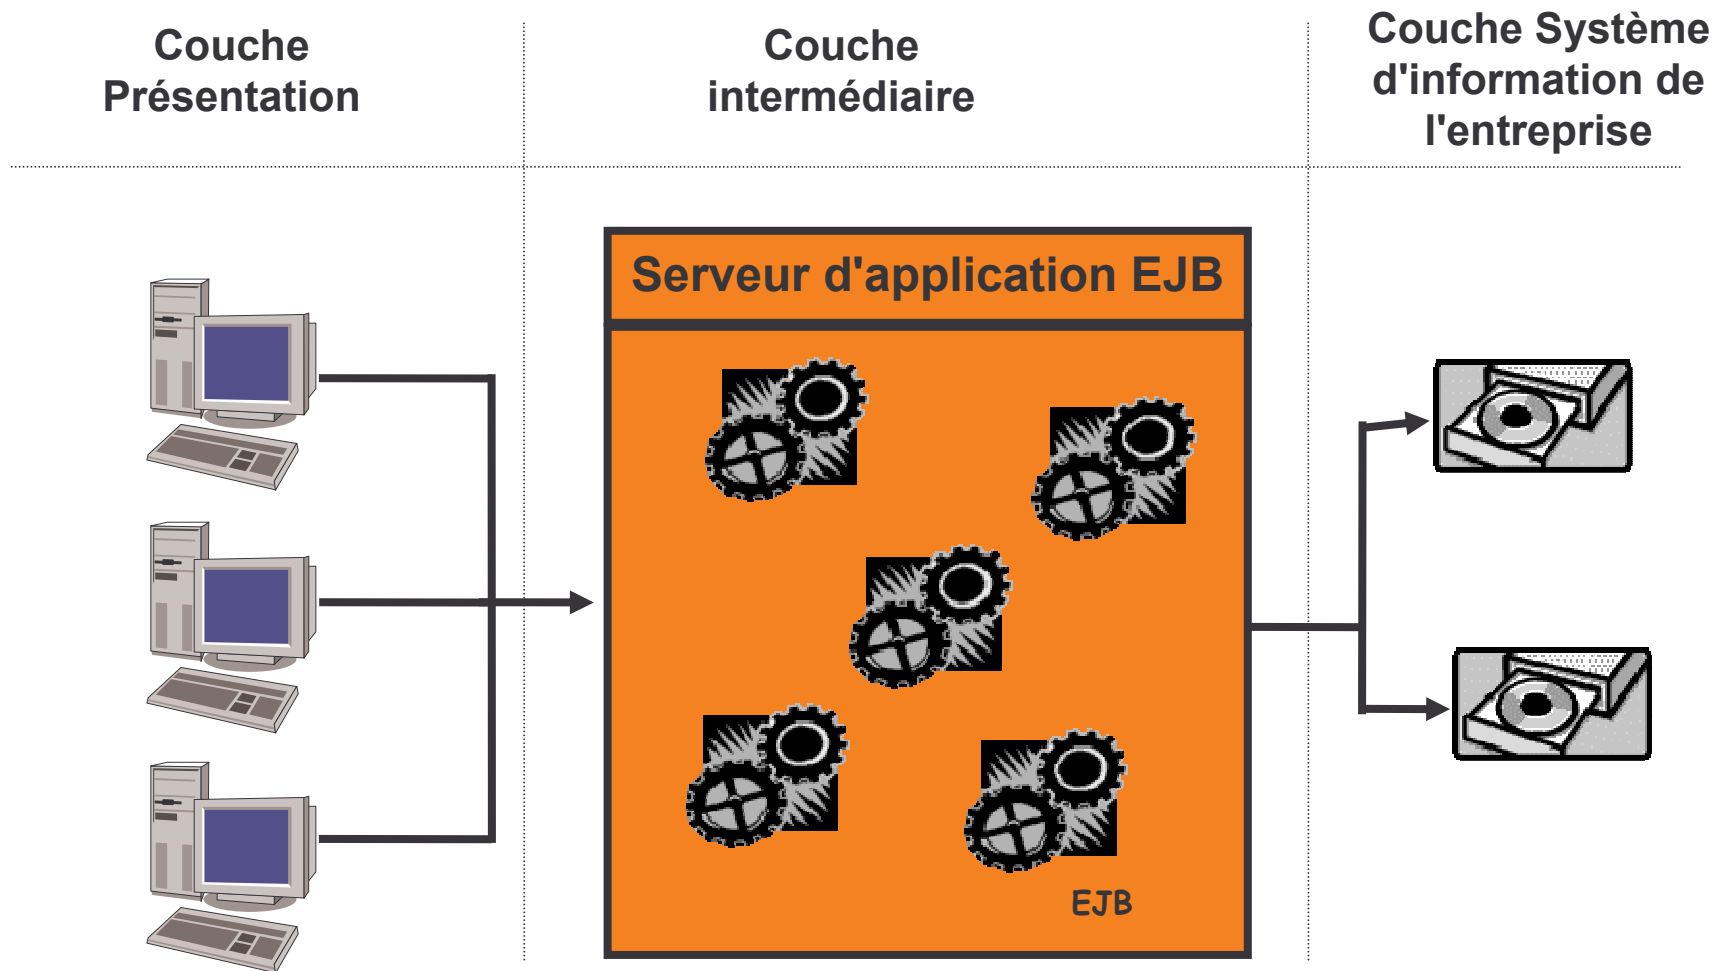 Couche
Présentation
Couche
intermédiaire
Couche Système
d'information de
l'entreprise
Serveur d'application EJB
EJB